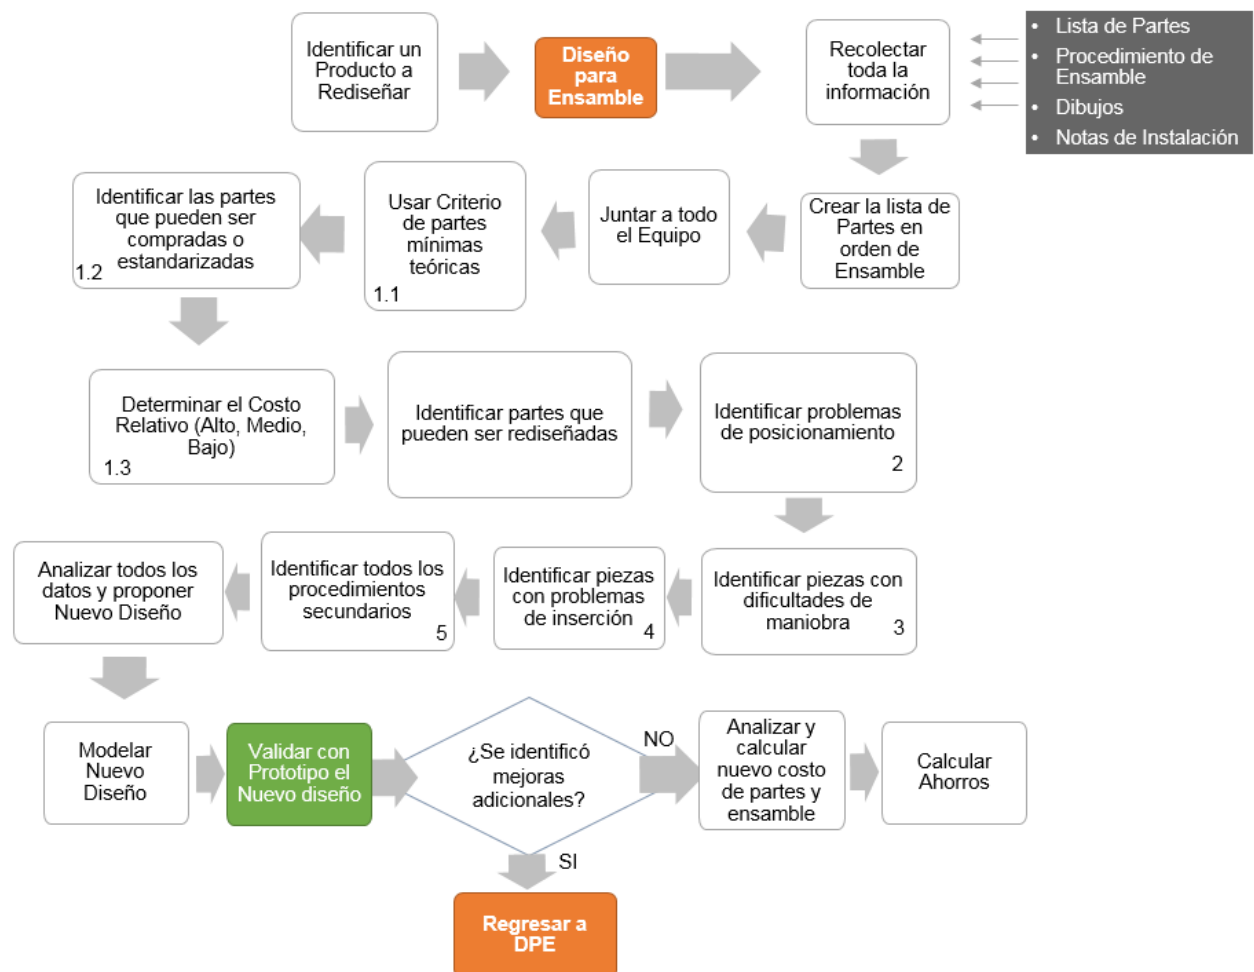 Identificar un
Producto a
Rediseñar
Diseño
para
Ensamble
Recolectar
toda la
información
• Lista de Partes
• Procedimiento de
Ensamble
• Dibujos
• Notas de Instalación
Crear la lista de
Partes en
orden de
Ensamble
Juntar a todo
el Equipo
Usar Criterio
de partes
mínimas
teóricas
1.1
Identificar las partes
que pueden ser
compradas o
estandarizadas
1.2
Determinar el Costo
Relativo (Alto, Medio,
Bajo)
1.3
Identificar partes que
pueden ser rediseñadas
Identificar problemas
de posicionamiento
2
Identificar piezas con
dificultades de
maniobra
3
Identificar piezas
con problemas
de inserción
4
Identificar todos los
procedimientos
secundarios
5
Analizar todos los
datos y proponer
Nuevo Diseño
Modelar
Nuevo
Diseño
Validar con
Prototipo el
Nuevo diseño
¿Se identificó
mejoras
adicionales?
NO
Analizar y
calcular
nuevo costo
de partes y
ensamble
Calcular
Ahorros
SI
Regresar a
DPE